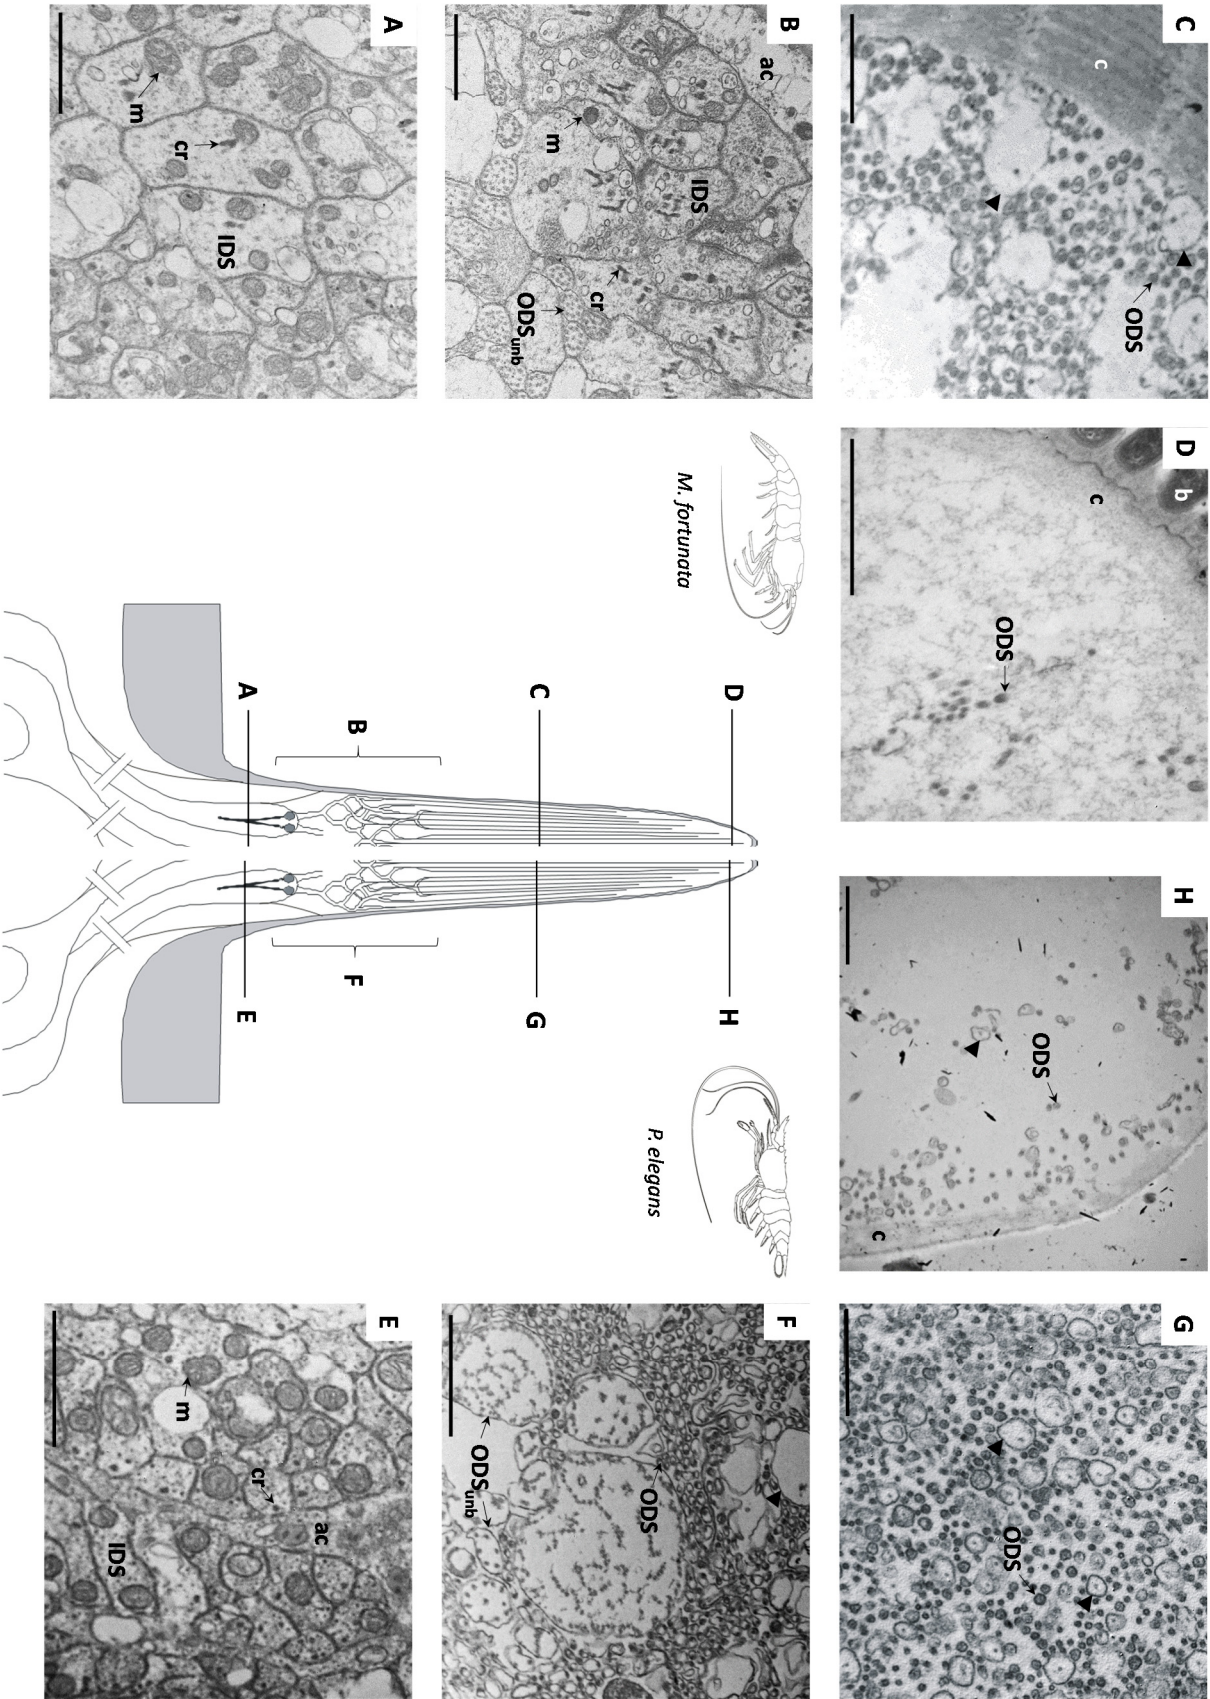 C
c
ODS
D
b
c
ODS
H
ODS
c
G
ODS
B
ac
m
IDS
cr
ODSunb
M. fortunata
P. elegans
F
ODS
ODSunb
D
H
C
G
B
F
A
E
A
m
cr
IDS
E
m
cr
ac
IDS